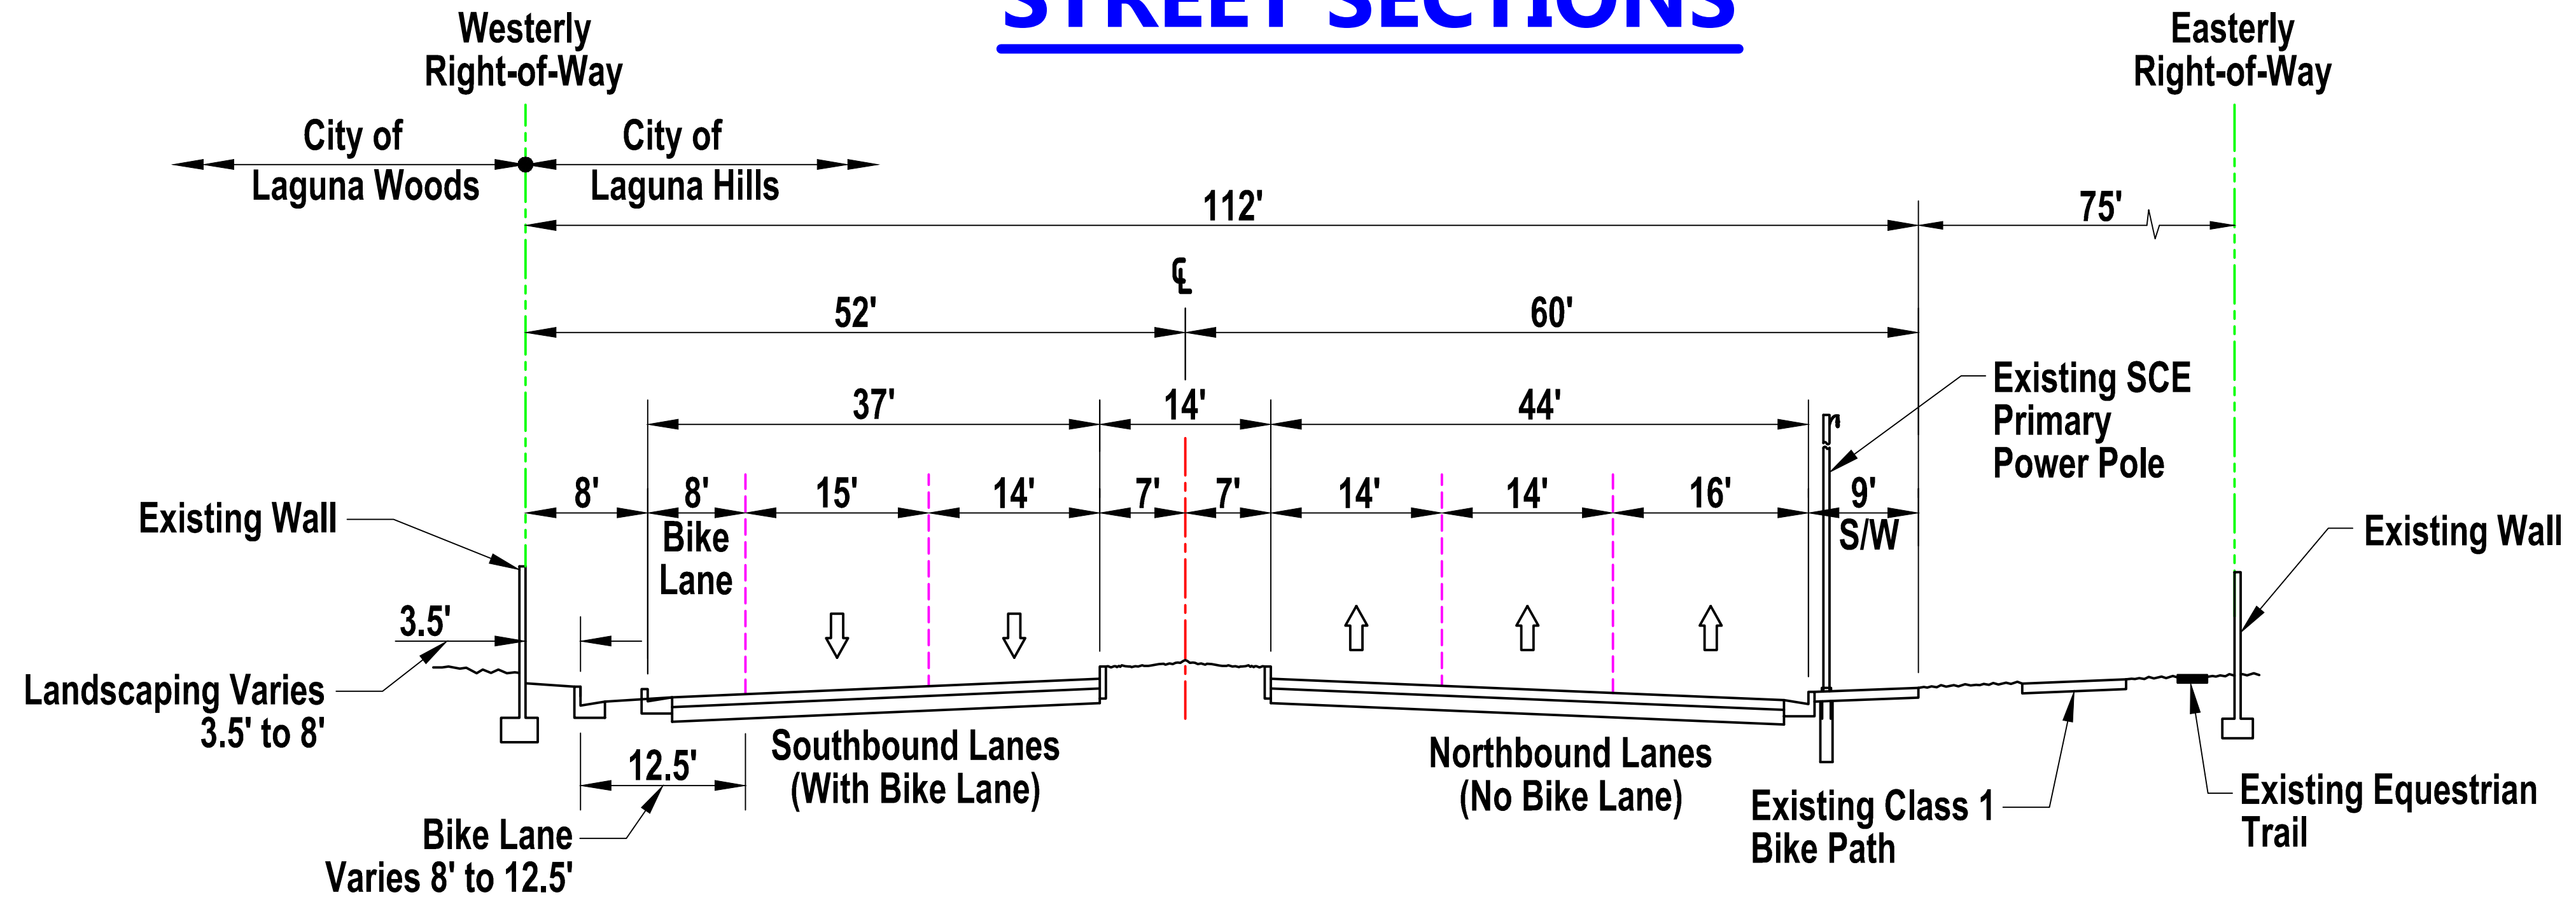 STREET SECTIONS
Westerly
Right-of-Way
Easterly
Right-of-Way
City of
Laguna Woods
City of
Laguna Hills
112'
75'
℄
52'
60'
37'
14'
44'
Existing SCE
Primary
Power Pole
8'
8'
Bike
Lane
15'
14'
7'
7'
14'
14'
16'
9'
S/W
Existing Wall
Existing Wall
3.5'
Landscaping Varies
3.5' to 8'
12.5'
Bike Lane
Varies 8' to 12.5'
Southbound Lanes
(With Bike Lane)
Northbound Lanes
(No Bike Lane)
Existing Class 1
Bike Path
Existing Equestrian
Trail